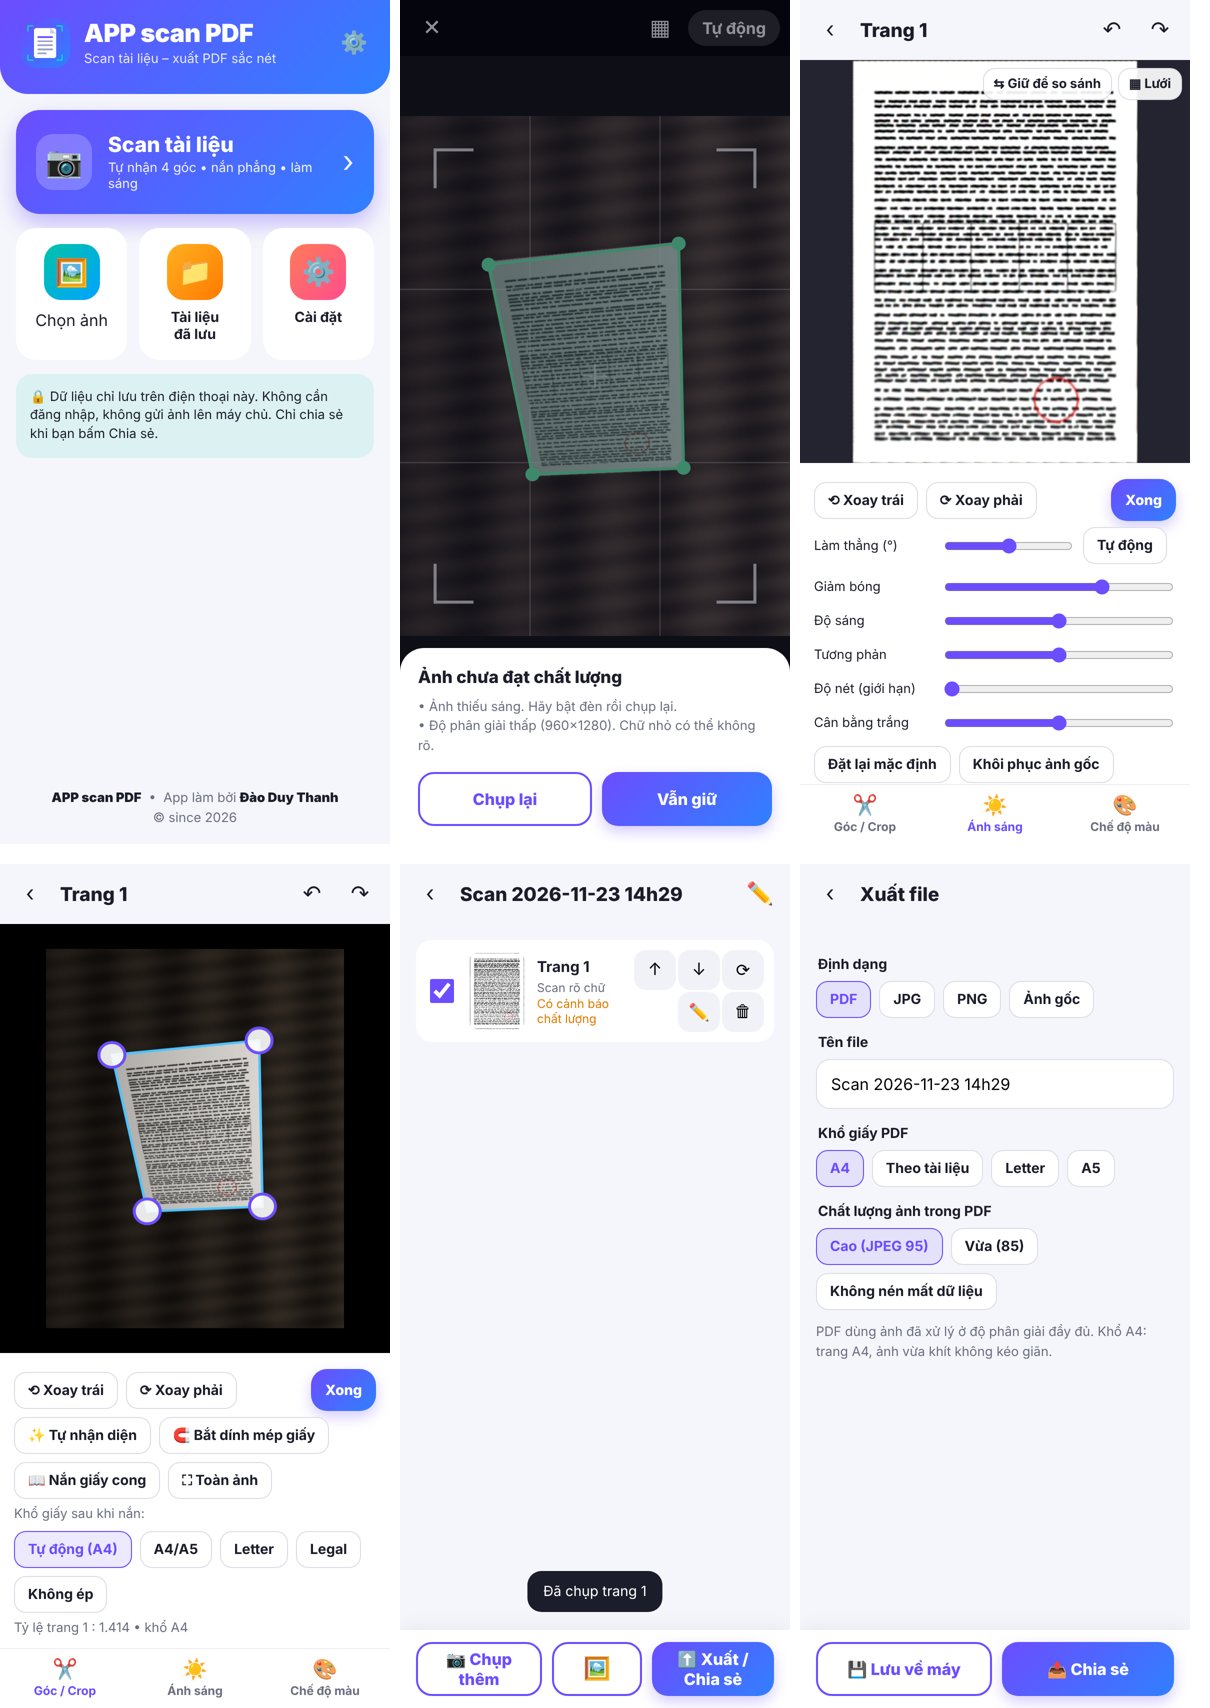 APP scan PDF
Scan tài liệu – xuất PDF sắc nét
Scan tài liệu
Tự nhận 4 góc • nắn phẳng • làm
sáng
Chọn ảnh
Tài liệu
đã lưu
Cài đặt
🔒 Dữ liệu chỉ lưu trên điện thoại này. Không cần
đăng nhập, không gửi ảnh lên máy chủ. Chỉ chia sẻ
khi bạn bấm Chia sẻ.
APP scan PDF • App làm bởi Đào Duy Thanh
© since 2026
Tự động
Ảnh chưa đạt chất lượng
• Ảnh thiếu sáng. Hãy bật đèn rồi chụp lại.
• Độ phân giải thấp (960×1280). Chữ nhỏ có thể không
rõ.
Chụp lại
Vẫn giữ
Trang 1
⇆ Giữ để so sánh
▦ Lưới
⟲ Xoay trái
⟳ Xoay phải
Xong
Làm thẳng (°)
Tự động
Giảm bóng
Độ sáng
Tương phản
Độ nét (giới hạn)
Cân bằng trắng
Đặt lại mặc định
Khôi phục ảnh gốc
Góc / Crop
Ánh sáng
Chế độ màu
Trang 1
⟲ Xoay trái
⟳ Xoay phải
Xong
✨ Tự nhận diện
🧲 Bắt dính mép giấy
📖 Nắn giấy cong
⛶ Toàn ảnh
Khổ giấy sau khi nắn:
Tự động (A4)
A4/A5
Letter
Legal
Không ép
Tỷ lệ trang 1 : 1.414 • khổ A4
Góc / Crop
Ánh sáng
Chế độ màu
Scan 2026-11-23 14h29
Trang 1
Scan rõ chữ
Có cảnh báo
chất lượng
Đã chụp trang 1
📷 Chụp
thêm
⬆️ Xuất /
Chia sẻ
Xuất file
Định dạng
PDF
JPG
PNG
Ảnh gốc
Tên file
Scan 2026-11-23 14h29
Khổ giấy PDF
A4
Theo tài liệu
Letter
A5
Chất lượng ảnh trong PDF
Cao (JPEG 95)
Vừa (85)
Không nén mất dữ liệu
PDF dùng ảnh đã xử lý ở độ phân giải đầy đủ. Khổ A4:
trang A4, ảnh vừa khít không kéo giãn.
💾 Lưu về máy
📤 Chia sẻ